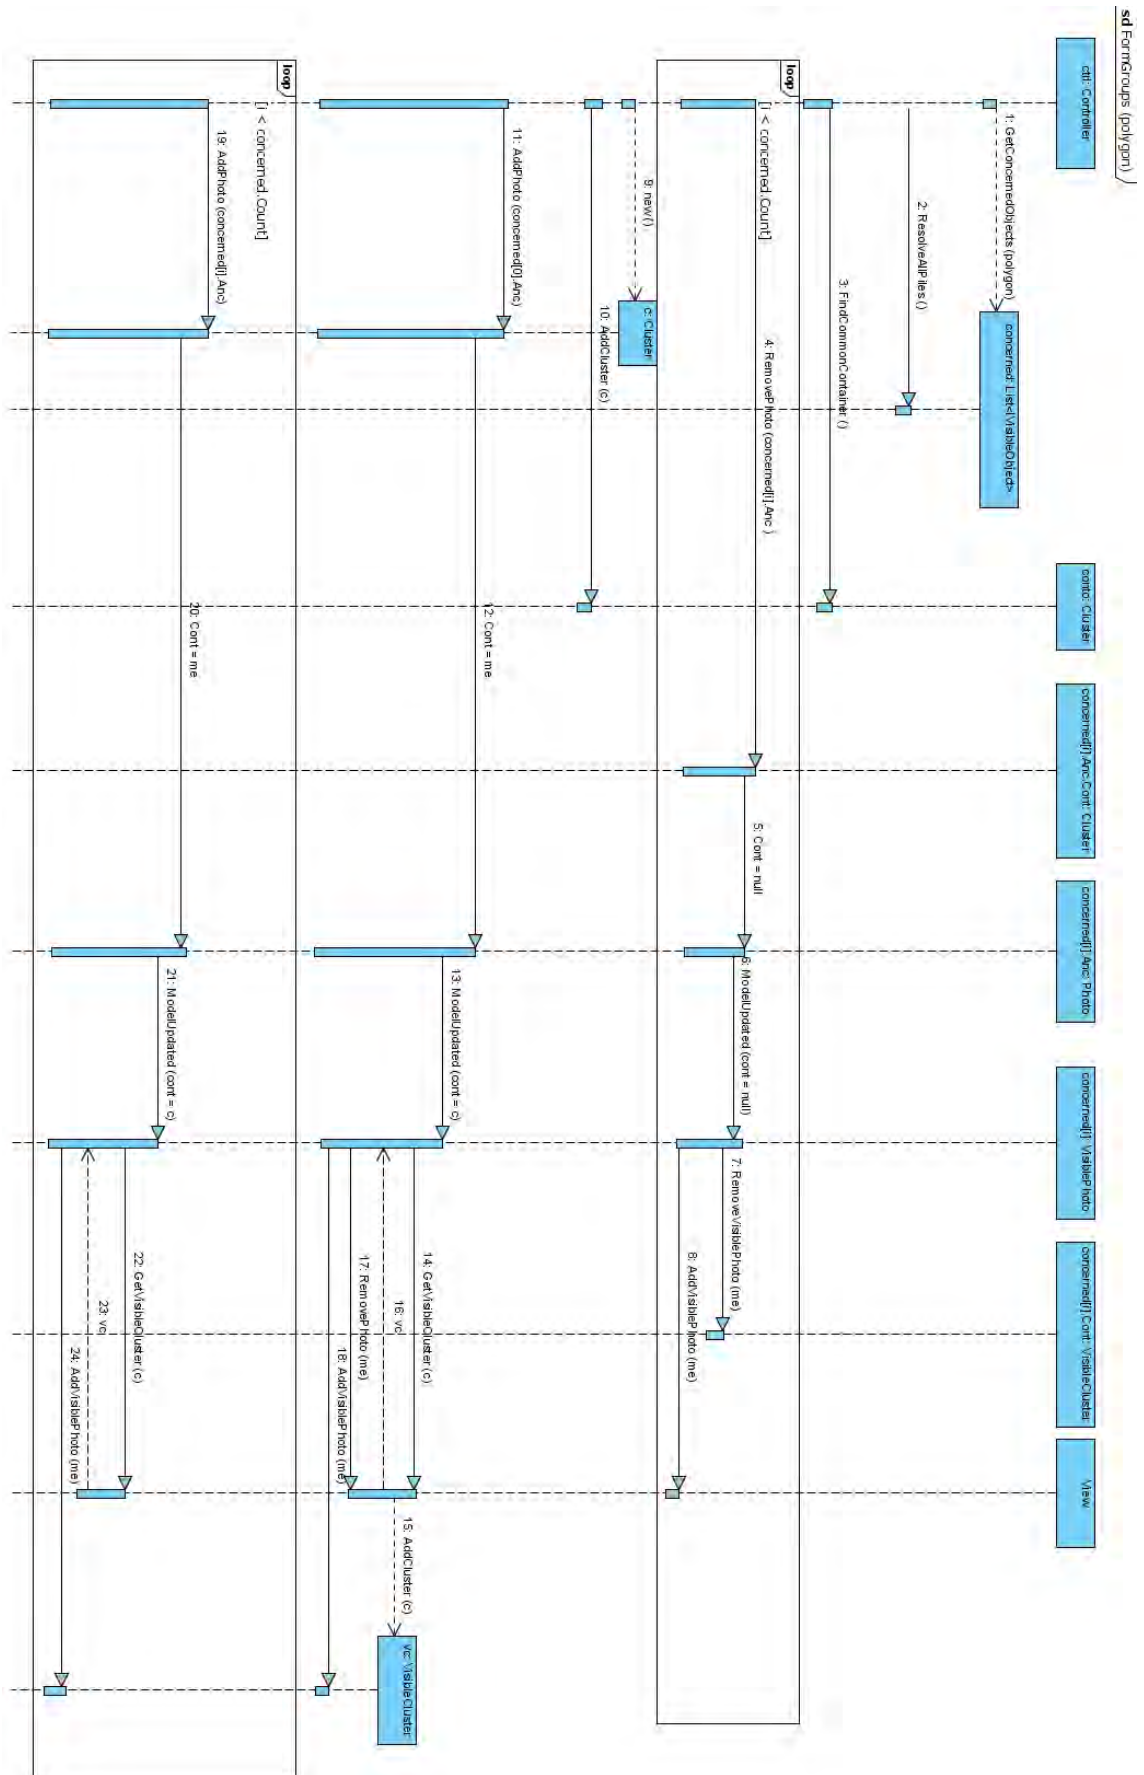 sd FormGroups (polygon)
ctrl: Controller
conto: Cluster
concerned[i].Anc.Cont: Cluster
concerned[i].Anc: Photo
concerned[i]: VisiblePhoto
concerned[i].Cont: VisibleCluster
View
1: GetConcernedObjects (polygon)
concerned: List<IVisibleObject>
2: ResolveAllPiles ()
3: FindCommonContainer ()
loop
[i < concerned.Count]
4: RemovePhoto (concerned[i].Anc )
5: Cont = null
6: ModelUpdated (cont = null)
7: RemoveVisiblePhoto (me)
8: AddVisiblePhoto (me)
9: new()
c: Cluster
10: AddCluster (c)
11: AddPhoto (concerned[0].Anc)
12: Cont = me
13: ModelUpdated (cont = c)
14: GetVisibleCluster (c)
15: AddCluster (c)
vc: VisibleCluster
16: vc
17: RemovePhoto (me)
18: AddVisiblePhoto (me)
loop
[i < concerned.Count]
19: AddPhoto (concerned[i].Anc)
20: Cont = me
21: ModelUpdated (cont = c)
22: GetVisibleCluster (c)
23: vc
24: AddVisiblePhoto (me)